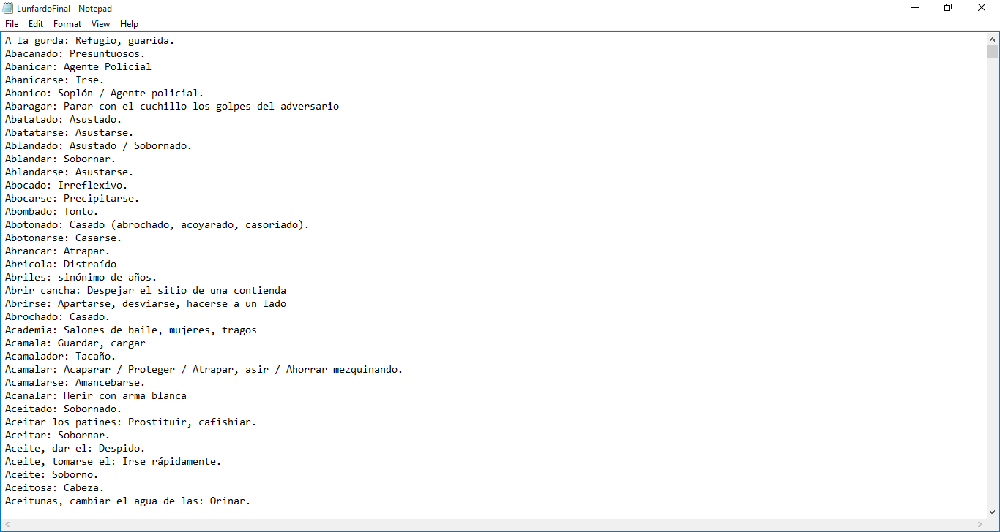 LunfardoFinal - Notepad
File Edit Format View Help
A la gurda: Refugio, guarida.
Abacanado: Presuntuosos.
Abanicar: Agente Policial
Abanicarse: Irse.
Abanico: Soplón / Agente policial.
Abaragar: Parar con el cuchillo los golpes del adversario
Abatatado: Asustado.
Abatatarse: Asustarse.
Ablandado: Asustado / Sobornado.
Ablandar: Sobornar.
Ablandarse: Asustarse.
Abocado: Irreflexivo.
Abocarse: Precipitarse.
Abombado: Tonto.
Abotonado: Casado (abrochado, acoyarado, casoriado).
Abotonarse: Casarse.
Abrancar: Atrapar.
Abricola: Distraído
Abriles: sinónimo de años.
Abrir cancha: Despejar el sitio de una contienda
Abrirse: Apartarse, desviarse, hacerse a un lado
Abrochado: Casado.
Academia: Salones de baile, mujeres, tragos
Acamala: Guardar, cargar
Acamalador: Tacaño.
Acamalar: Acaparar / Proteger / Atrapar, asir / Ahorrar mezquinando.
Acamalarse: Amancebarse.
Acanalar: Herir con arma blanca
Aceitado: Sobornado.
Aceitar los patines: Prostituir, cafishiar.
Aceitar: Sobornar.
Aceite, dar el: Despido.
Aceite, tomarse el: Irse rápidamente.
Aceite: Soborno.
Aceitosa: Cabeza.
Aceitunas, cambiar el agua de las: Orinar.